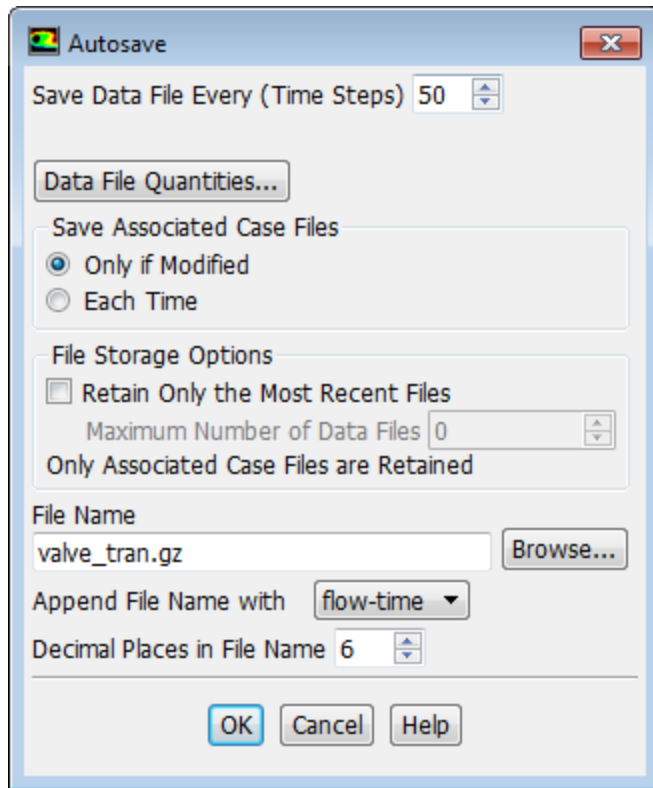 Autosave
Save Data File Every (Time Steps) 50
Data File Quantities...
Save Associated Case Files
Only if Modified
Each Time
File Storage Options
Retain Only the Most Recent Files
Maximum Number of Data Files 0
Only Associated Case Files are Retained
File Name
valve_tran.gz Browse...
Append File Name with flow-time
Decimal Places in File Name 6
OK Cancel Help